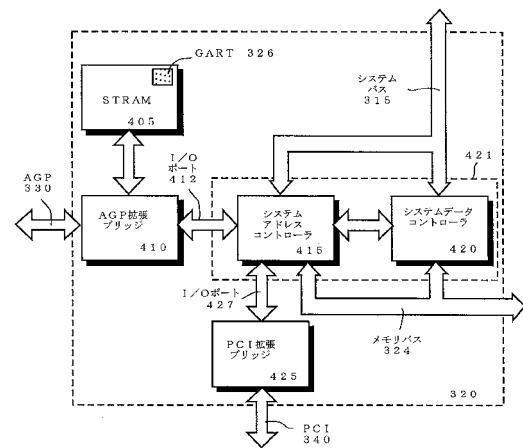 GART 326
STRAM
405
システム
バス
315
AGP
330
I/O
ポート
412
421
AGP拡張
ブリッジ
410
システム
アドレス
コントローラ
415
システムデータ
コントローラ
420
I/Oポート
427
メモリバス
324
PCI拡張
ブリッジ
425
320
PCI
340